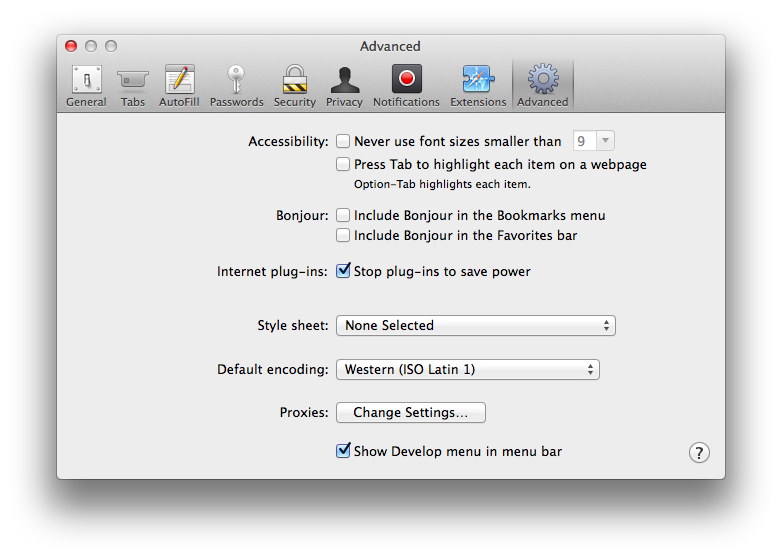 Advanced
General Tabs AutoFill Passwords Security Privacy Notifications Extensions Advanced
Accessibility: Never use font sizes smaller than 9
Press Tab to highlight each item on a webpage
Option-Tab highlights each item.
Bonjour: Include Bonjour in the Bookmarks menu
Include Bonjour in the Favorites bar
Internet plug-ins: Stop plug-ins to save power
Style sheet: None Selected
Default encoding: Western (ISO Latin 1)
Proxies: Change Settings...
Show Develop menu in menu bar ?